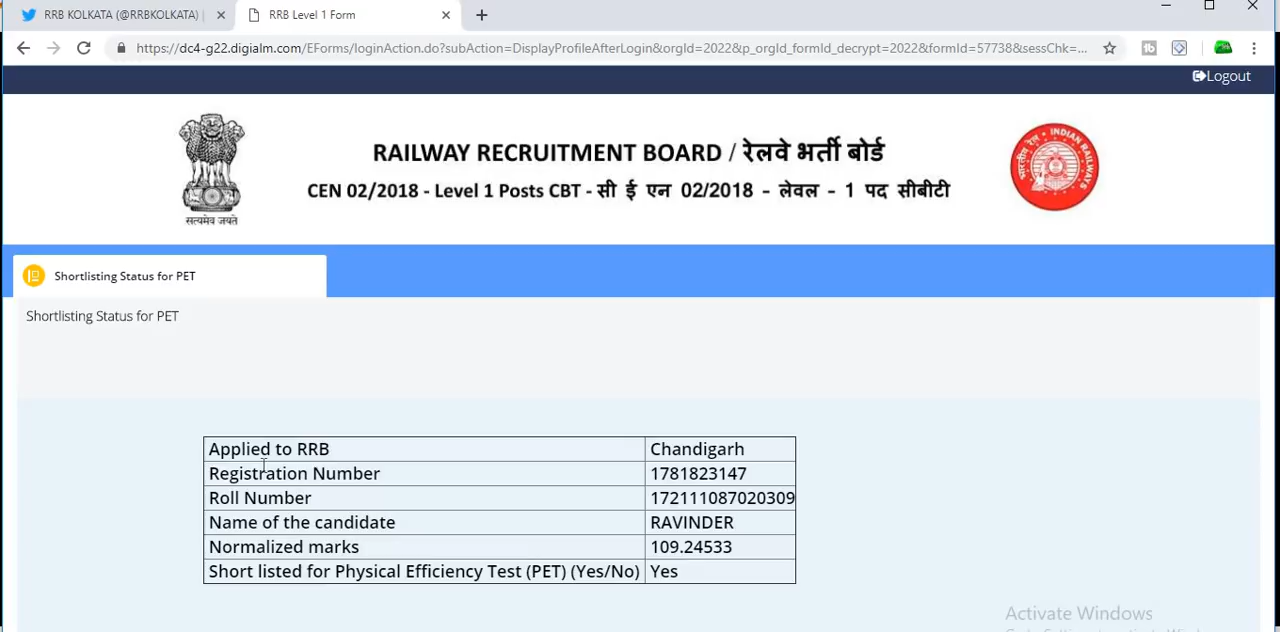 RRB KOLKATA (@RRBKOLKATA) |
RRB Level 1 Form
https://dc4-g22.digialm.com/EForms/loginAction.do?subAction=DisplayProfileAfterLogin&orgId=2022&p_orgId_formId_decrypt=2022&formId=57738&sessChk=...
Logout
सत्यमेव जयते
RAILWAY RECRUITMENT BOARD / रेलवे भर्ती बोर्ड
CEN 02/2018 - Level 1 Posts CBT - सी ई एन 02/2018 - लेवल - 1 पद सीबीटी
INDIAN RAILWAYS
भारतीय रेल
Shortlisting Status for PET
Shortlisting Status for PET
Applied to RRB Chandigarh
Registration Number 1781823147
Roll Number 172111087020309
Name of the candidate RAVINDER
Normalized marks 109.24533
Short listed for Physical Efficiency Test (PET) (Yes/No) Yes
Activate Windows